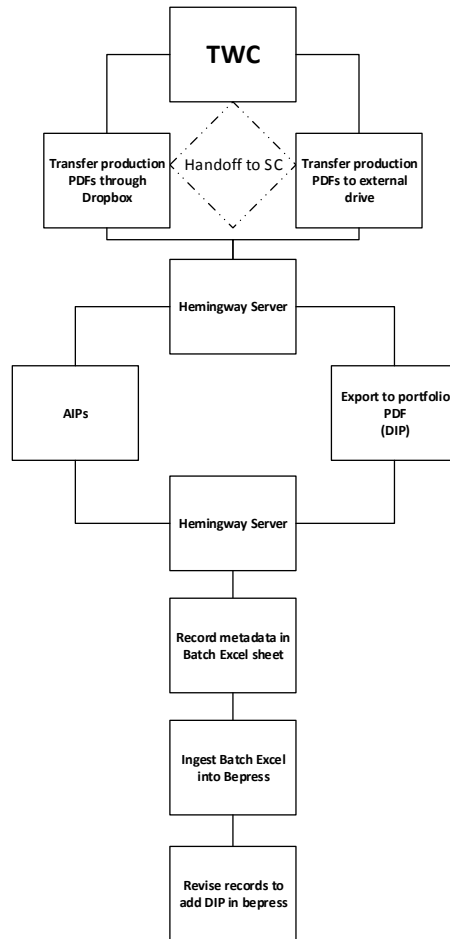 TWC
Handoff to SC
Transfer production
PDFs through
Dropbox
Transfer production
PDFs to external
drive
Hemingway Server
AIPs
Export to portfolio
PDF
(DIP)
Hemingway Server
Record metadata in
Batch Excel sheet
Ingest Batch Excel
into Bepress
Revise records to
add DIP in bepress